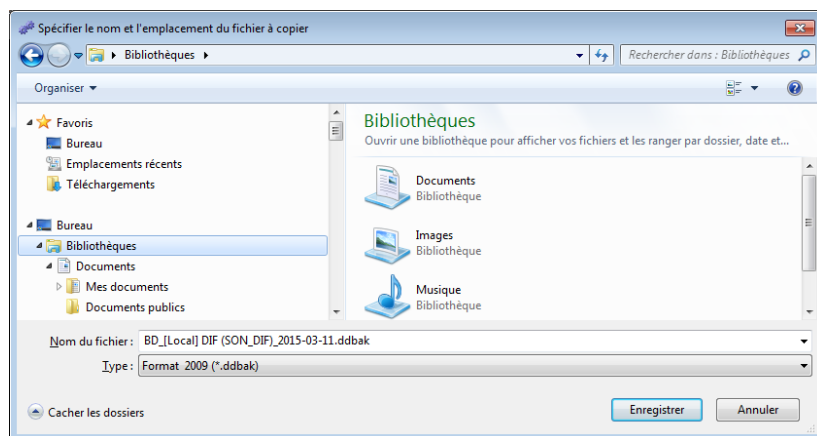 Spécifier le nom et l'emplacement du fichier à copier
Bibliothèques
Rechercher dans : Bibliothèques
Organiser
Favoris
Bureau
Emplacements récents
Téléchargements
Bureau
Bibliothèques
Documents
Mes documents
Documents publics
Bibliothèques
Ouvrir une bibliothèque pour afficher vos fichiers et les ranger par dossier, date et...
Documents
Bibliothèque
Images
Bibliothèque
Musique
Bibliothèque
Nom du fichier : BD_[Local] DIF (SON_DIF)_2015-03-11.ddbak
Type : Format 2009 (*.ddbak)
Cacher les dossiers
Enregistrer
Annuler